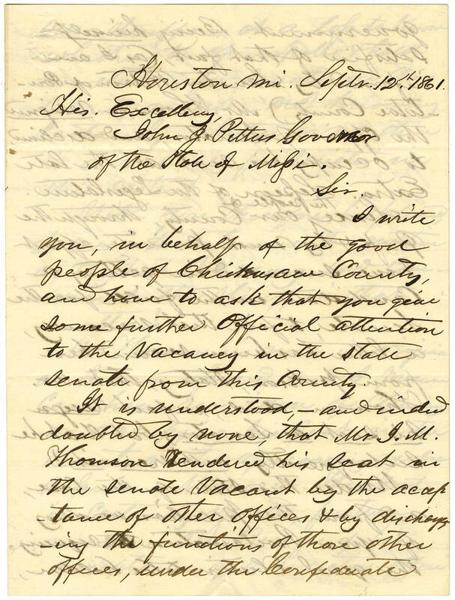 Houston Mi. Septr. 12th 1861.
His. Excellency,
John J. Pettus Governor
of the State of Missi.
Sir.
I write
you, in behalf of the good
people of Chickasaw County,
and have to ask that you give
some further Official attention
to the Vacancy in the state
senate from this County.
It is understood, - and indeed
doubted by none, that Mr J. M.
Thomson rendered his seat in
the senate Vacant by the accep
-tance of other offices & by discharg
-ing the functions of those other
offices, under the Confederate